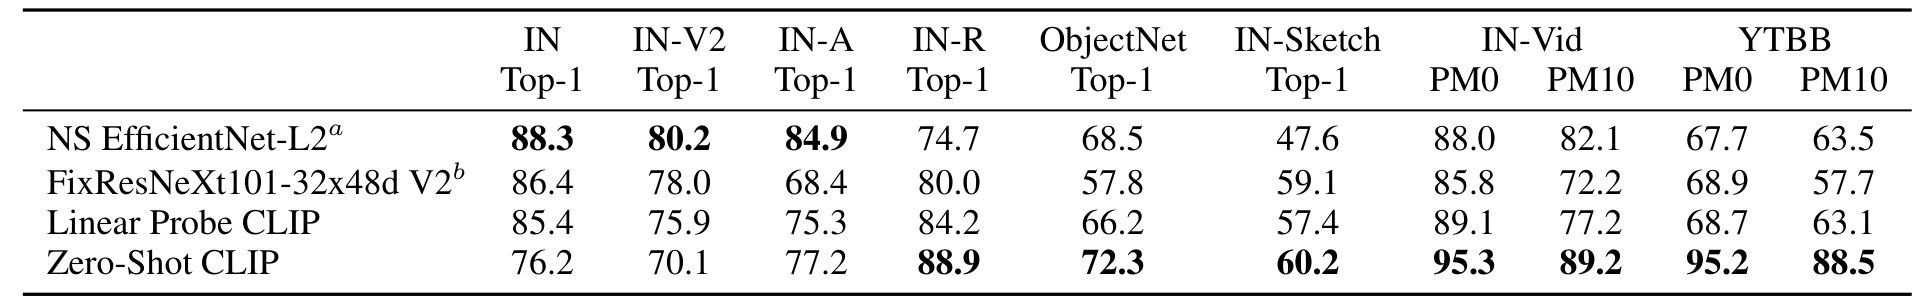 IN IN-V2 IN-A IN-R ObjectNet IN-Sketch IN-Vid YTBB
Top-1 Top-1 Top-1 Top-1 Top-1 Top-1 PM0 PM10 PM0 PM10
NS EfficientNet-L2a 88.3 80.2 84.9 74.7 68.5 47.6 88.0 82.1 67.7 63.5
FixResNeXt101-32x48d V2b 86.4 78.0 68.4 80.0 57.8 59.1 85.8 72.2 68.9 57.7
Linear Probe CLIP 85.4 75.9 75.3 84.2 66.2 57.4 89.1 77.2 68.7 63.1
Zero-Shot CLIP 76.2 70.1 77.2 88.9 72.3 60.2 95.3 89.2 95.2 88.5